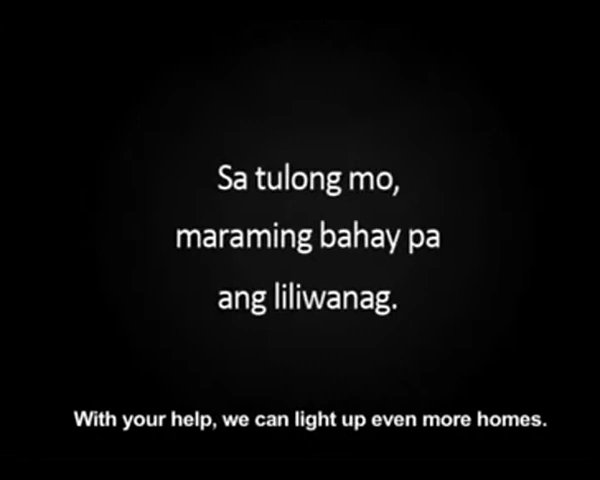 Sa tulong mo,
maraming bahay pa
ang liliwanag.
With your help, we can light up even more homes.